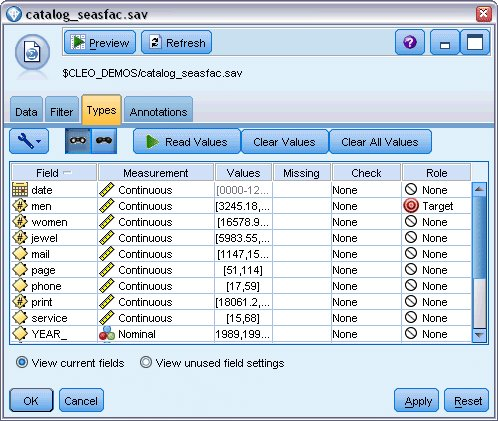 catalog_seasfac.sav
Preview Refresh
$CLEO_DEMOS/catalog_seasfac.sav
Data Filter Types Annotations
Read Values Clear Values Clear All Values
Field Measurement Values Missing Check Role
date Continuous [0000-12... None None
men Continuous [3245.18,... None Target
women Continuous [16578.9... None None
jewel Continuous [5983.55,... None None
mail Continuous [1147,15... None None
page Continuous [51,114] None None
phone Continuous [17,59] None None
print Continuous [18061.2,... None None
service Continuous [15,68] None None
YEAR_ Nominal 1989,199... None None
View current fields View unused field settings
OK Cancel Apply Reset